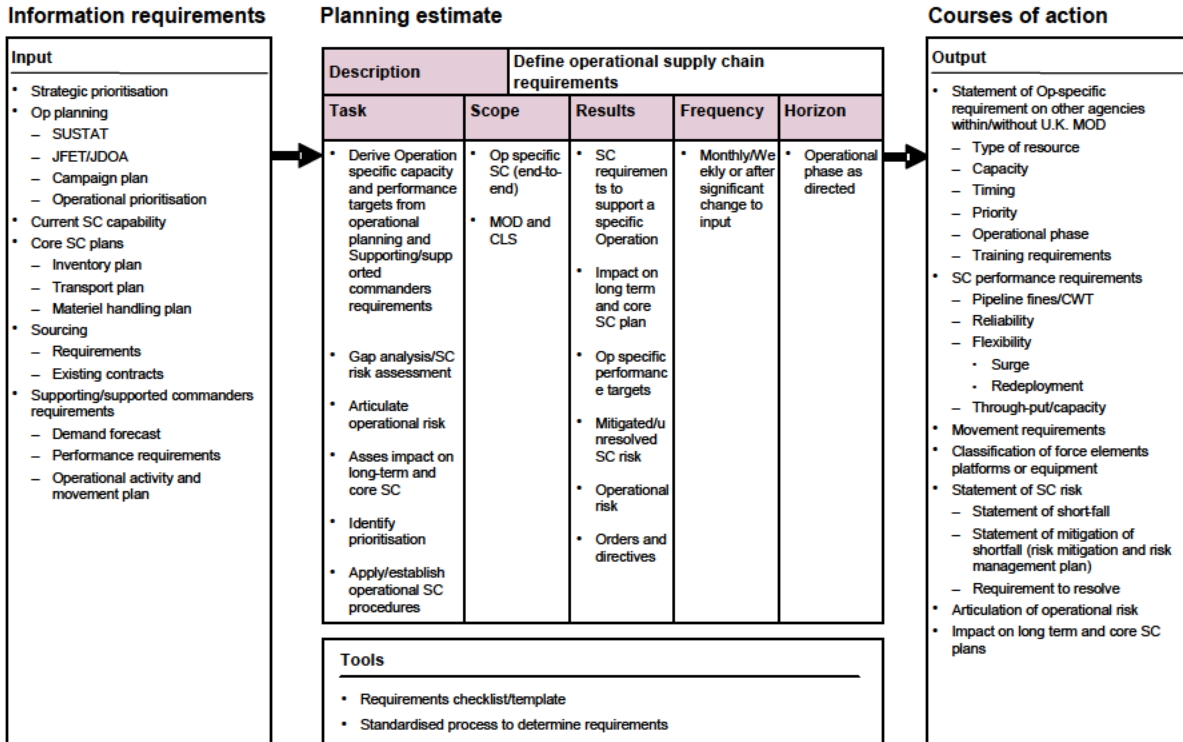 Information requirements
Input
• Strategic prioritisation
• Op planning
– SUSTAT
– JFET/JDOA
– Campaign plan
– Operational prioritisation
• Current SC capability
• Core SC plans
– Inventory plan
– Transport plan
– Materiel handling plan
• Sourcing
– Requirements
– Existing contracts
• Supporting/supported commanders
requirements
– Demand forecast
– Performance requirements
– Operational activity and
movement plan
Planning estimate
Description
Define operational supply chain
requirements
Task
• Derive Operation
specific capacity
and performance
targets from
operational
planning and
Supporting/supp
orted
commanders
requirements
• Gap analysis/SC
risk assessment
• Articulate
operational risk
• Asses impact on
long-term and
core SC
• Identify
prioritisation
• Apply/establish
operational SC
procedures
Scope
• Op specific
SC (end-to-
end)
• MOD and
CLS
Results
• SC
requiremen
ts to
support a
specific
Operation
• Impact on
long term
and core
SC plan
• Op specific
performanc
e targets
• Mitigated/u
nresolved
SC risk
• Operational
risk
• Orders and
directives
Frequency
• Monthly/We
ekly or after
significant
change to
input
Horizon
• Operational
phase as
directed
Tools
• Requirements checklist/template
• Standardised process to determine requirements
Courses of action
Output
• Statement of Op-specific
requirement on other agencies
within/without U.K. MOD
– Type of resource
– Capacity
– Timing
– Priority
– Operational phase
– Training requirements
• SC performance requirements
– Pipeline fines/CWT
– Reliability
– Flexibility
• Surge
• Redeployment
– Through-put/capacity
• Movement requirements
• Classification of force elements
platforms or equipment
• Statement of SC risk
– Statement of short-fall
– Statement of mitigation of
shortfall (risk mitigation and risk
management plan)
– Requirement to resolve
• Articulation of operational risk
• Impact on long term and core SC
plans